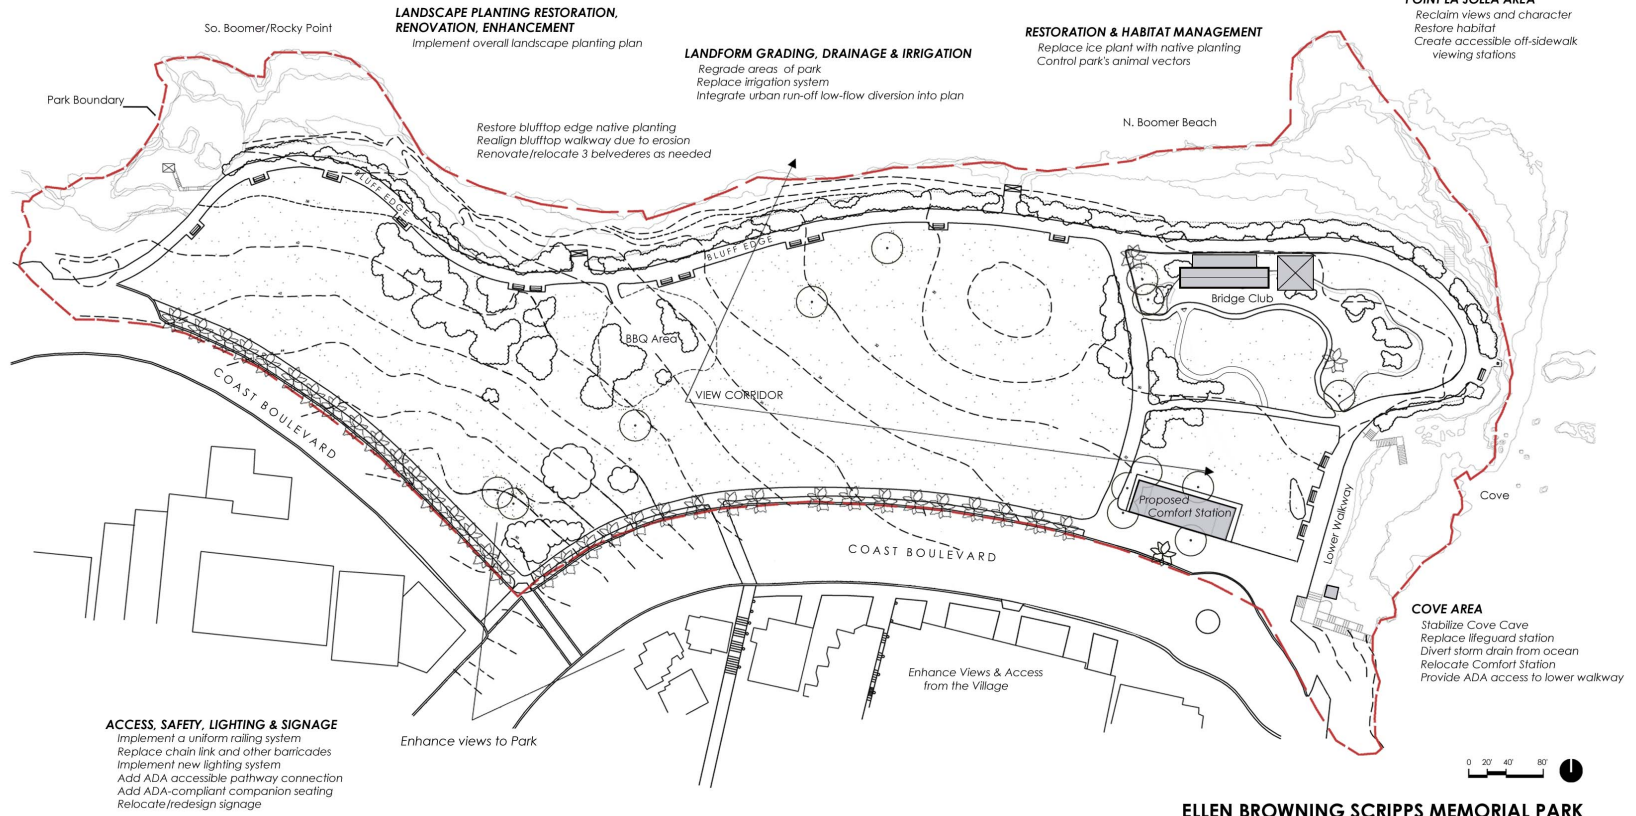 POINT LA JOLLA AREA
Reclaim views and character
Restore habitat
Create accessible off-sidewalk
viewing stations
LANDSCAPE PLANTING RESTORATION,
RENOVATION, ENHANCEMENT
Implement overall landscape planting plan
So. Boomer/Rocky Point
RESTORATION & HABITAT MANAGEMENT
Replace ice plant with native planting
Control park's animal vectors
LANDFORM GRADING, DRAINAGE & IRRIGATION
Regrade areas of park
Replace irrigation system
Integrate urban run-off low-flow diversion into plan
Park Boundary
Restore blufftop edge native planting
Realign blufftop walkway due to erosion
Renovate/relocate 3 belvederes as needed
N. Boomer Beach
BLUFF EDGE
BLUFF EDGE
Bridge Club
BBQ Area
VIEW CORRIDOR
COAST BOULEVARD
Proposed
Comfort Station
Lower Walkway
Cove
COAST BOULEVARD
COVE AREA
Stabilize Cove Cave
Replace lifeguard station
Divert storm drain from ocean
Relocate Comfort Station
Provide ADA access to lower walkway
Enhance Views & Access
from the Village
ACCESS, SAFETY, LIGHTING & SIGNAGE
Implement a uniform railing system
Replace chain link and other barricades
Implement new lighting system
Add ADA accessible pathway connection
Add ADA-compliant companion seating
Relocate/redesign signage
Enhance views to Park
0 20' 40' 80'
ELLEN BROWNING SCRIPPS MEMORIAL PARK